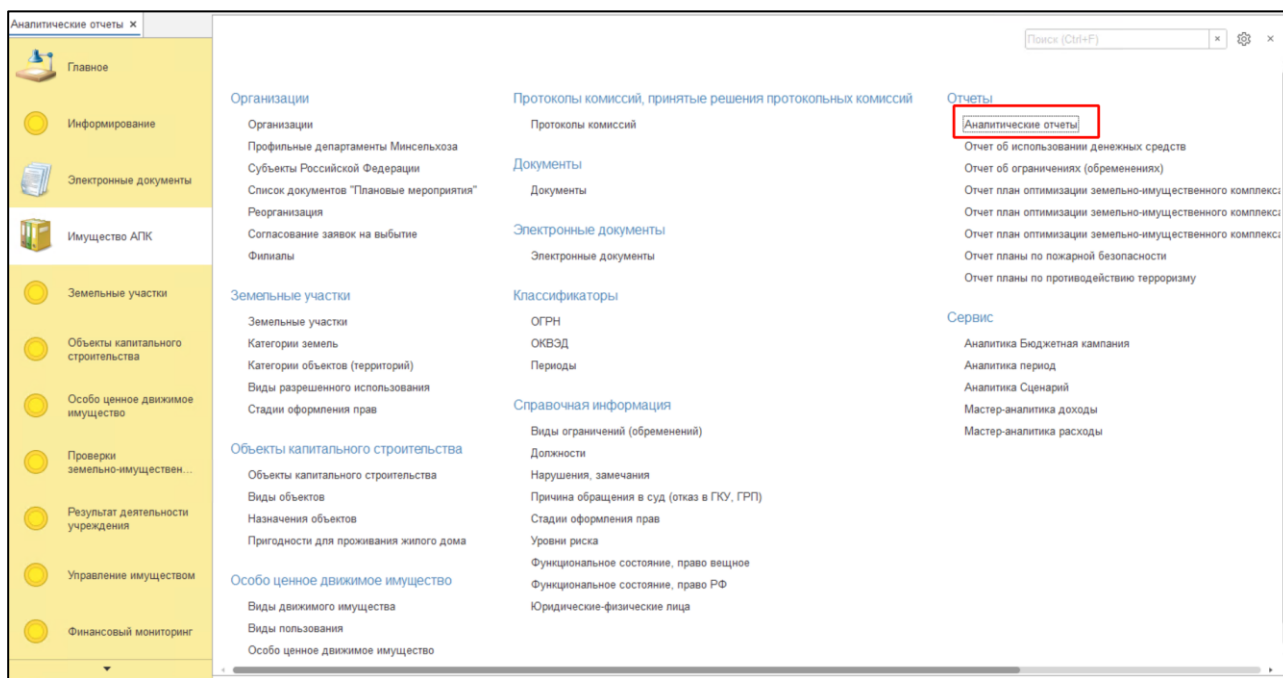 Аналитические отчеты ×
Поиск (Ctrl+F)
Главное
Информирование
Электронные документы
Имущество АПК
Земельные участки
Объекты капитального
строительства
Особо ценное движимое
имущество
Проверки
земельно-имуществен...
Результат деятельности
учреждения
Управление имуществом
Финансовый мониторинг
Организации
Организации
Профильные департаменты Минсельхоза
Субъекты Российской Федерации
Список документов "Плановые мероприятия"
Реорганизация
Согласование заявок на выбытие
Филиалы
Земельные участки
Земельные участки
Категории земель
Категории объектов (территорий)
Виды разрешенного использования
Стадии оформления прав
Объекты капитального строительства
Объекты капитального строительства
Виды объектов
Назначения объектов
Пригодности для проживания жилого дома
Особо ценное движимое имущество
Виды движимого имущества
Виды пользования
Особо ценное движимое имущество
Протоколы комиссий, принятые решения протокольных комиссий
Протоколы комиссий
Документы
Документы
Электронные документы
Электронные документы
Классификаторы
ОГРН
ОКВЭД
Периоды
Справочная информация
Виды ограничений (обременений)
Должности
Нарушения, замечания
Причина обращения в суд (отказ в ГКУ, ГРП)
Стадии оформления прав
Уровни риска
Функциональное состояние, право вещное
Функциональное состояние, право РФ
Юридические-физические лица
Отчеты
Аналитические отчеты
Отчет об использовании денежных средств
Отчет об ограничениях (обременениях)
Отчет план оптимизации земельно-имущественного комплекса
Отчет план оптимизации земельно-имущественного комплекса
Отчет план оптимизации земельно-имущественного комплекса
Отчет планы по пожарной безопасности
Отчет планы по противодействию терроризму
Сервис
Аналитика Бюджетная кампания
Аналитика период
Аналитика Сценарий
Мастер-аналитика доходы
Мастер-аналитика расходы